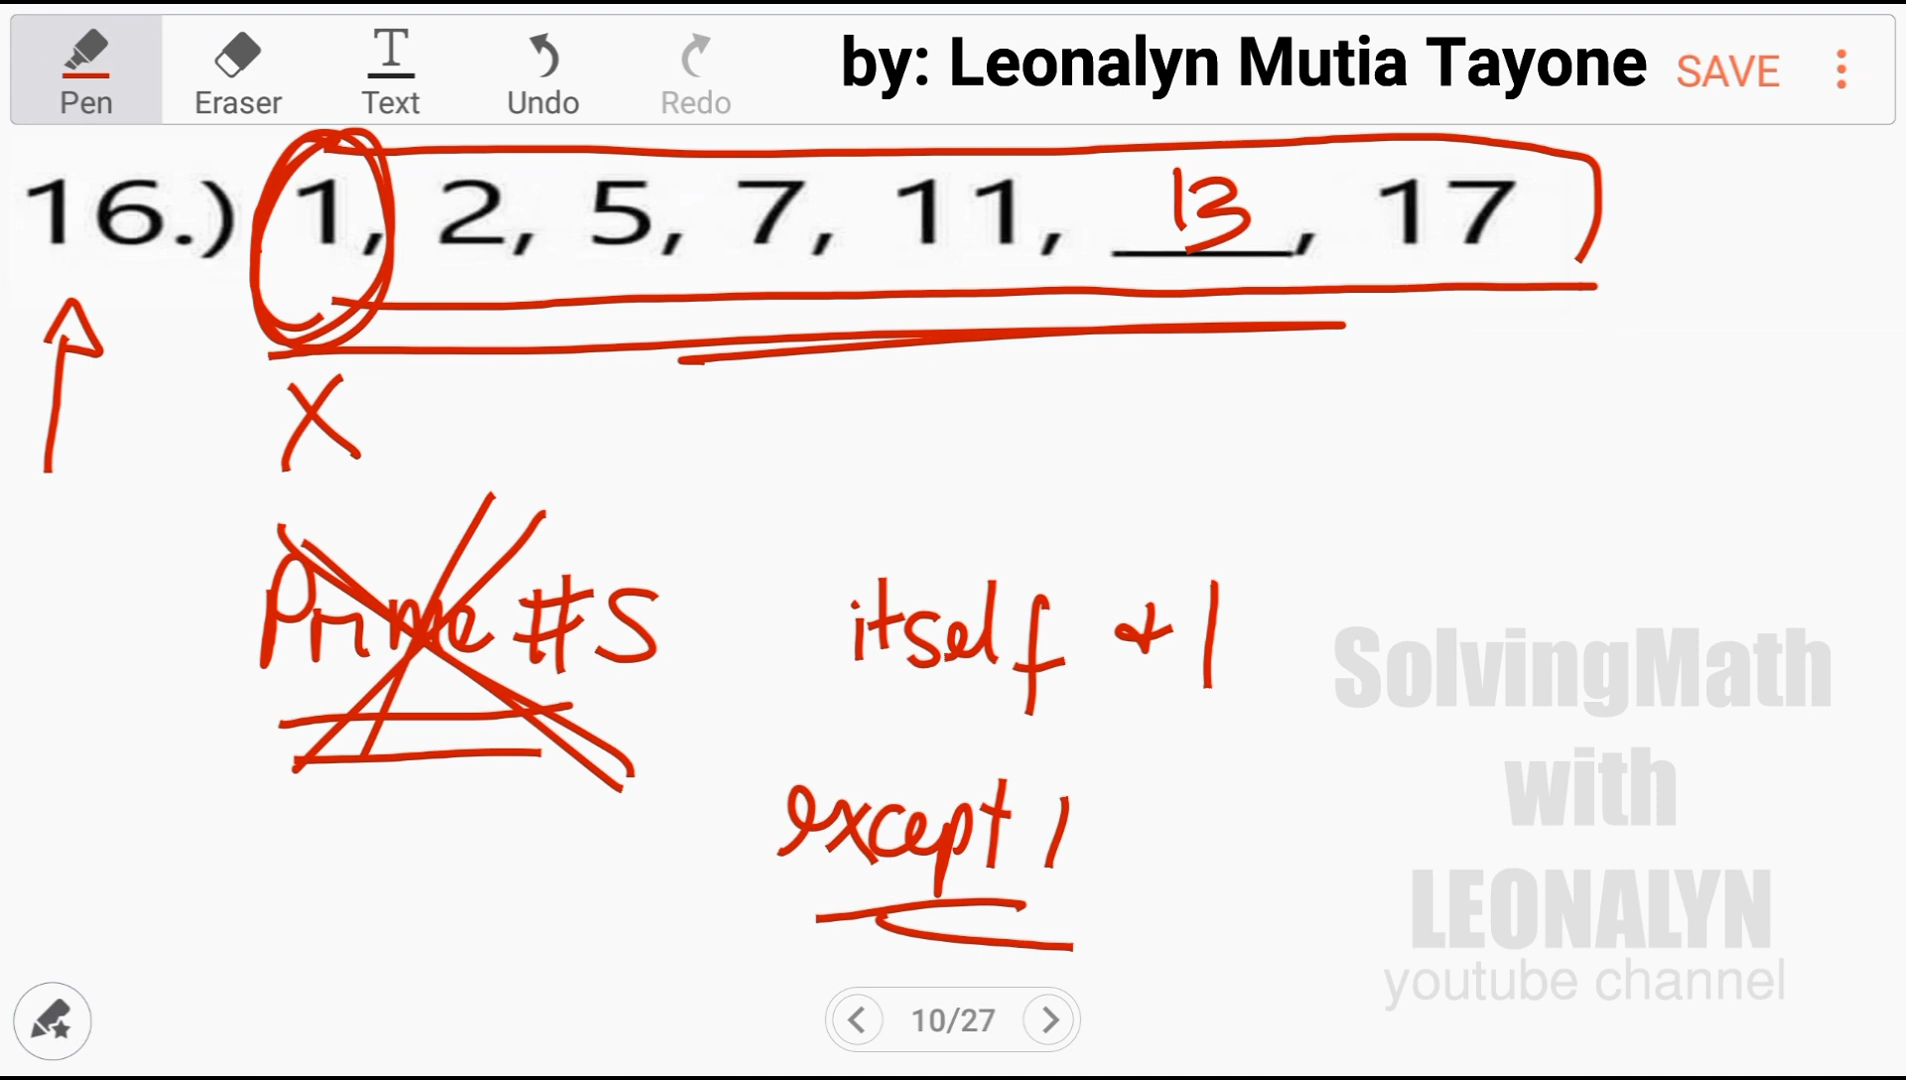 by: Leonalyn Mutia Tayone
SAVE
Pen Eraser Text Undo Redo
16.) 1, 2, 5, 7, 11, 13, 17
X
Prime #s itself & 1
except 1
SolvingMath
with
LEONALYN
youtube channel
10/27